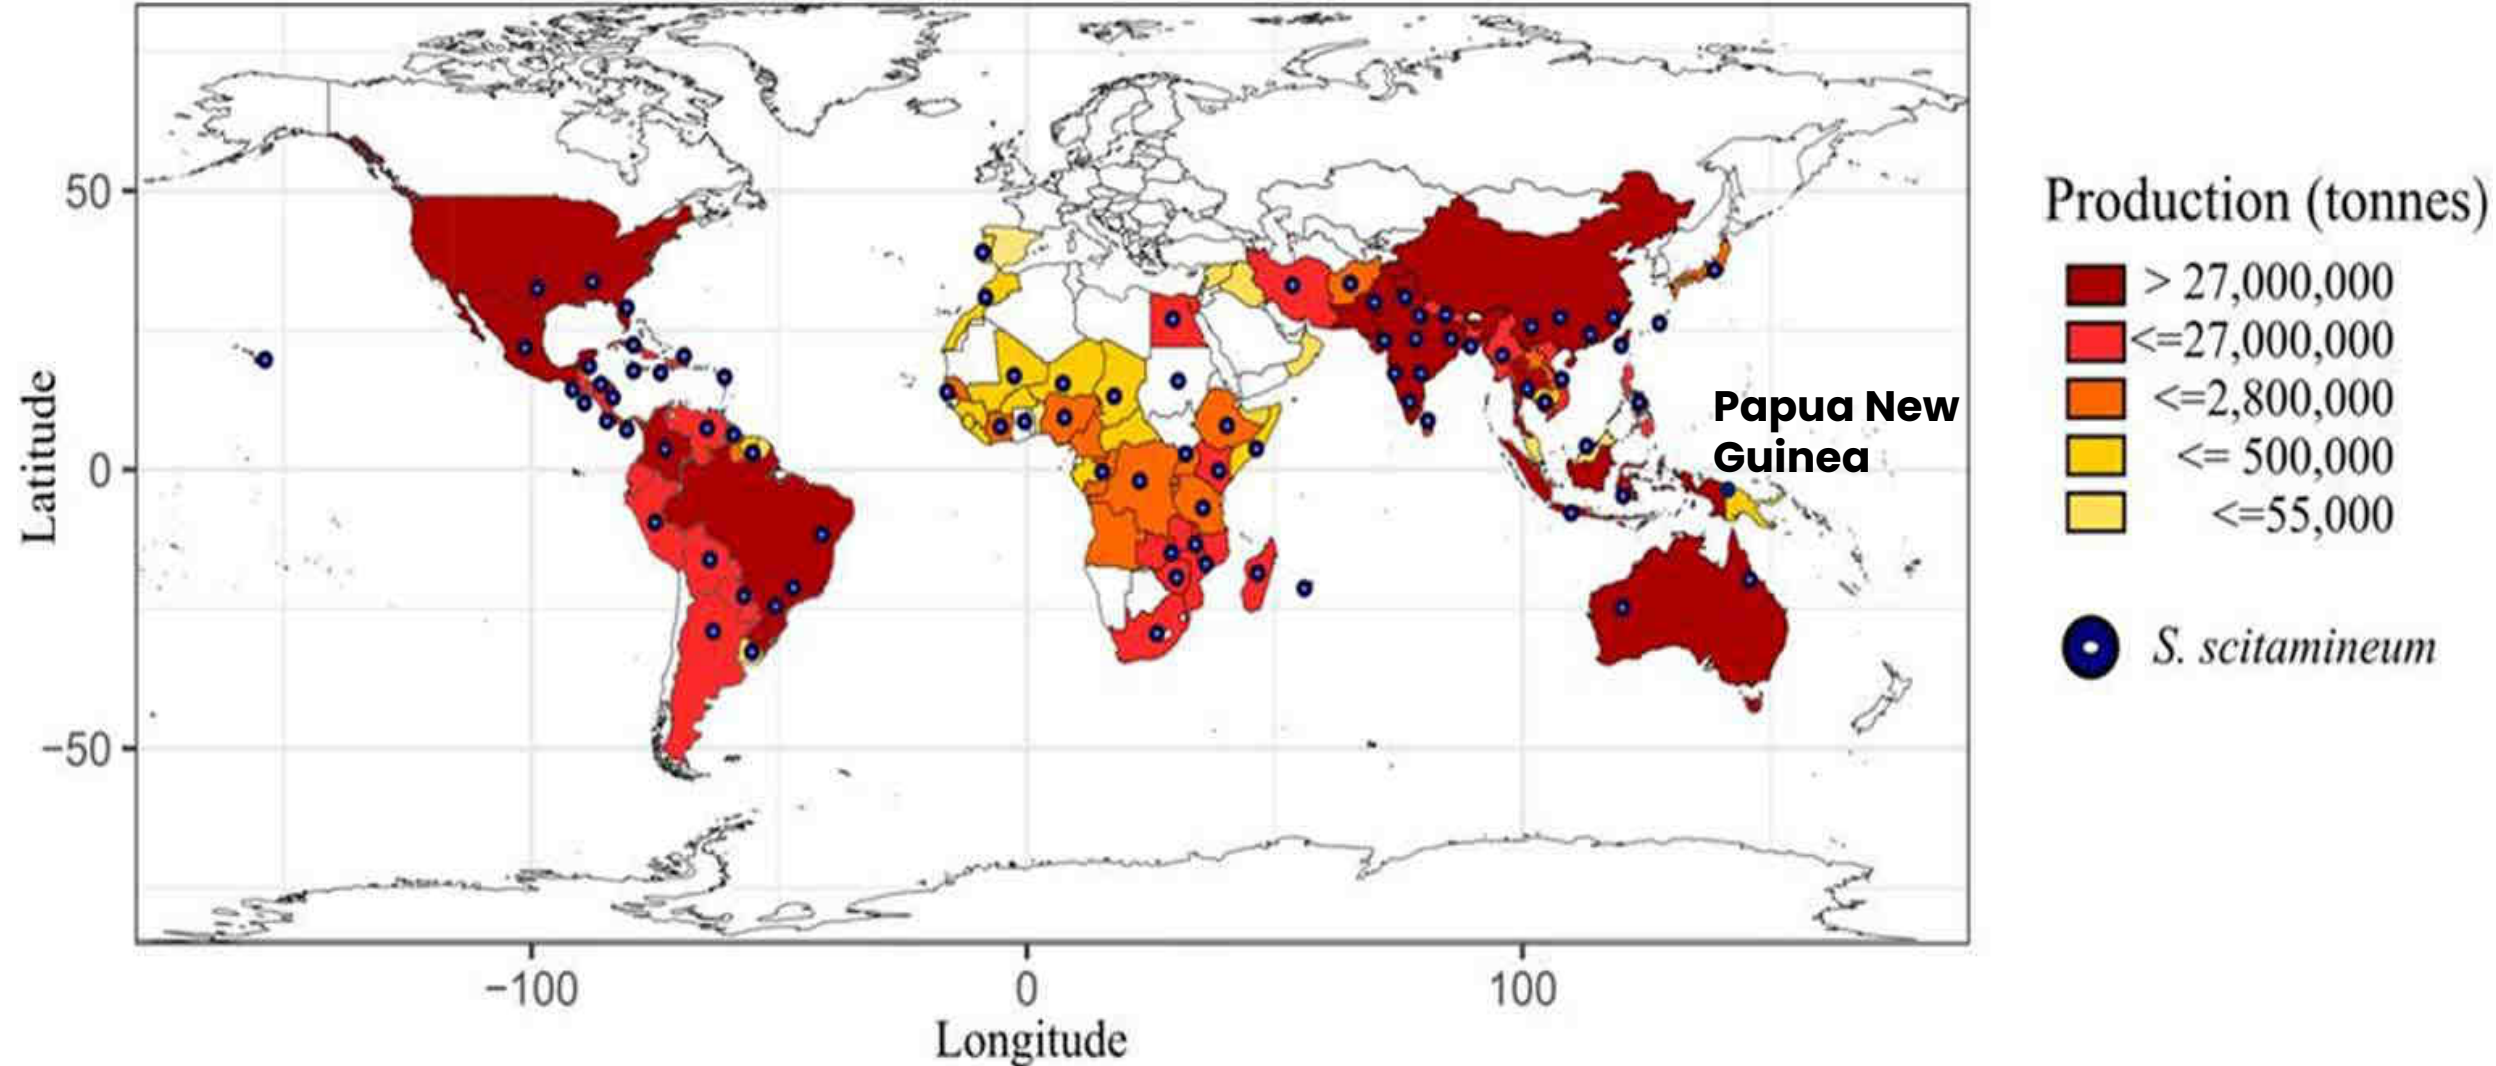 50
0
−50
Latitude
−100
0
100
Longitude
Papua New
Guinea
Production (tonnes)
> 27,000,000
<=27,000,000
<=2,800,000
<= 500,000
<=55,000
S. scitamineum